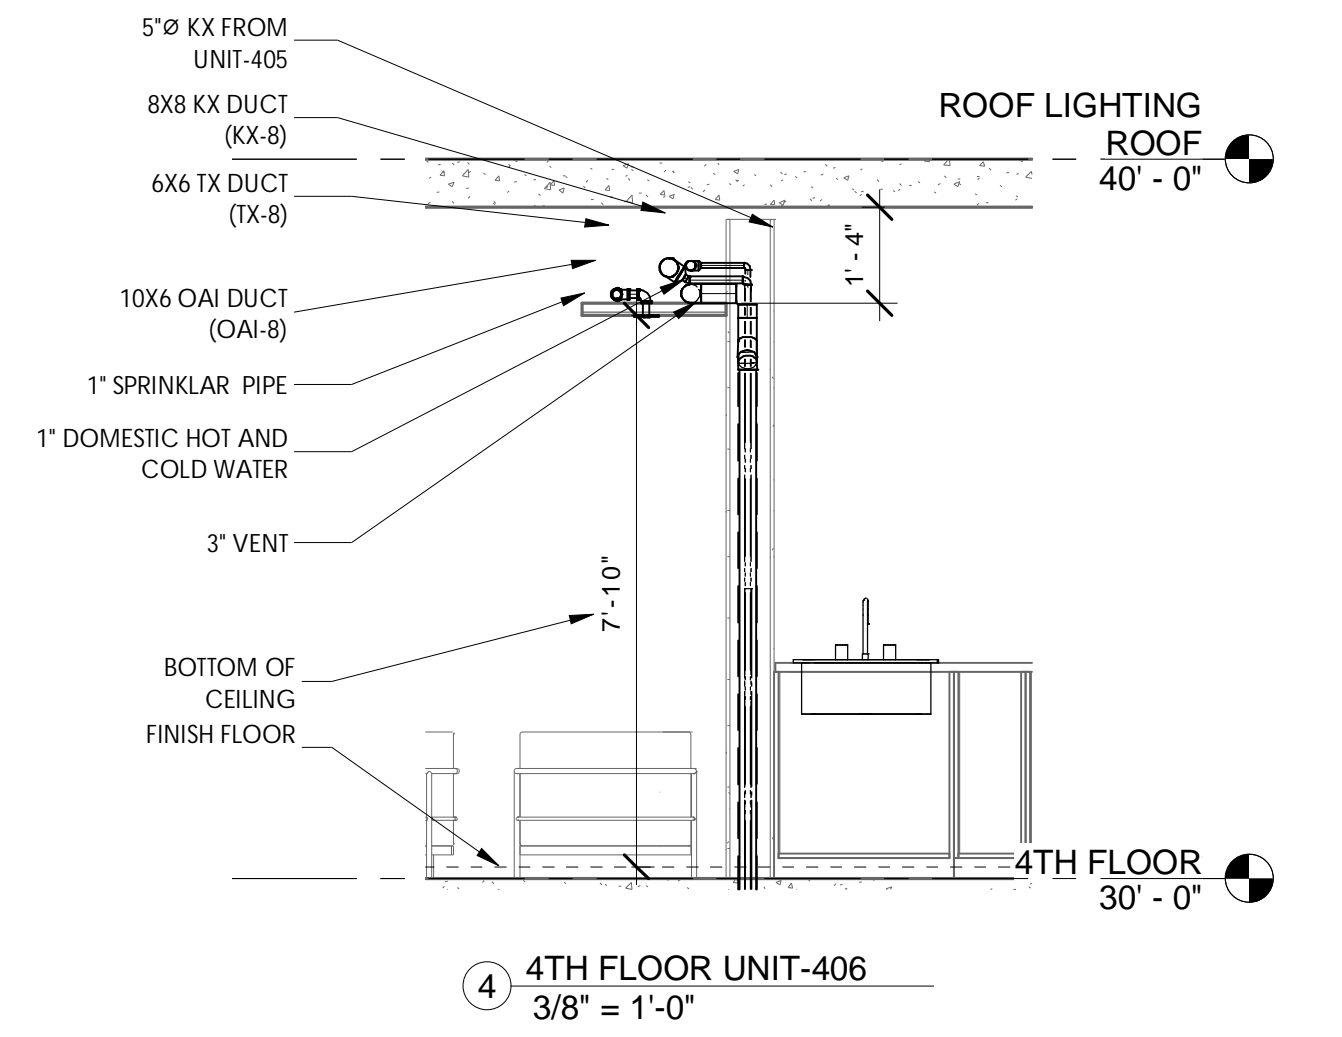 5"Ø KX FROM
UNIT-405
8X8 KX DUCT
(KX-8)
6X6 TX DUCT
(TX-8)
10X6 OAI DUCT
(OAI-8)
1" SPRINKLAR PIPE
1" DOMESTIC HOT AND
COLD WATER
3" VENT
BOTTOM OF
CEILING
FINISH FLOOR
7'-10"
1' - 4"
ROOF LIGHTING
ROOF
40' - 0"
4TH FLOOR
30' - 0"
4
4TH FLOOR UNIT-406
3/8" = 1'-0"